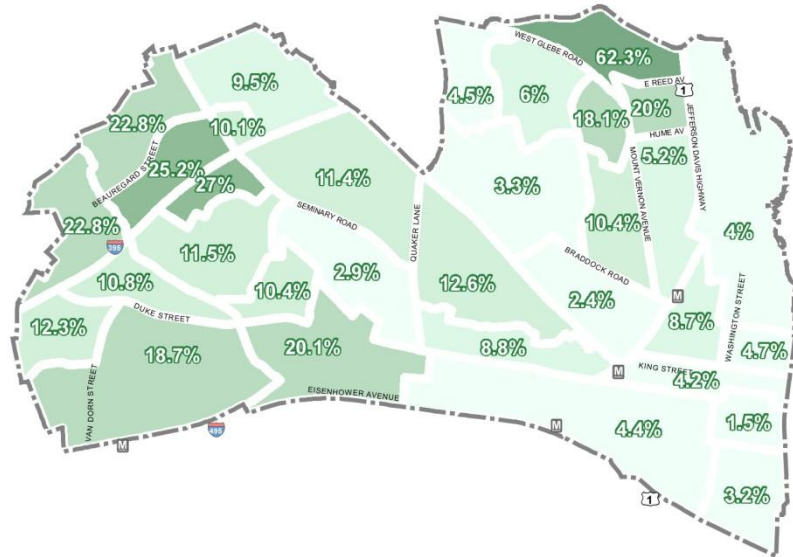 WEST GLEBE ROAD
62.3%
9.5%
E REED AV
1
4.5%
6%
20%
22.8%
10.1%
18.1%
JEFFERSON DAVIS HIGHWAY
HUME AV
BEAUREGARD STREET
25.2%
27%
5.2%
11.4%
3.3%
MOUNT VERNON AVENUE
SEMINARY ROAD
QUAKER LANE
22.8%
395
11.5%
10.4%
4%
2.9%
BRADDOCK ROAD
10.8%
10.4%
12.6%
2.4%
M
WASHINGTON STREET
DUKE STREET
12.3%
8.7%
18.7%
20.1%
8.8%
4.7%
KING STREET
M
4.2%
VAN DORN STREET
EISENHOWER AVENUE
1.5%
M
495
4.4%
M
3.2%
1